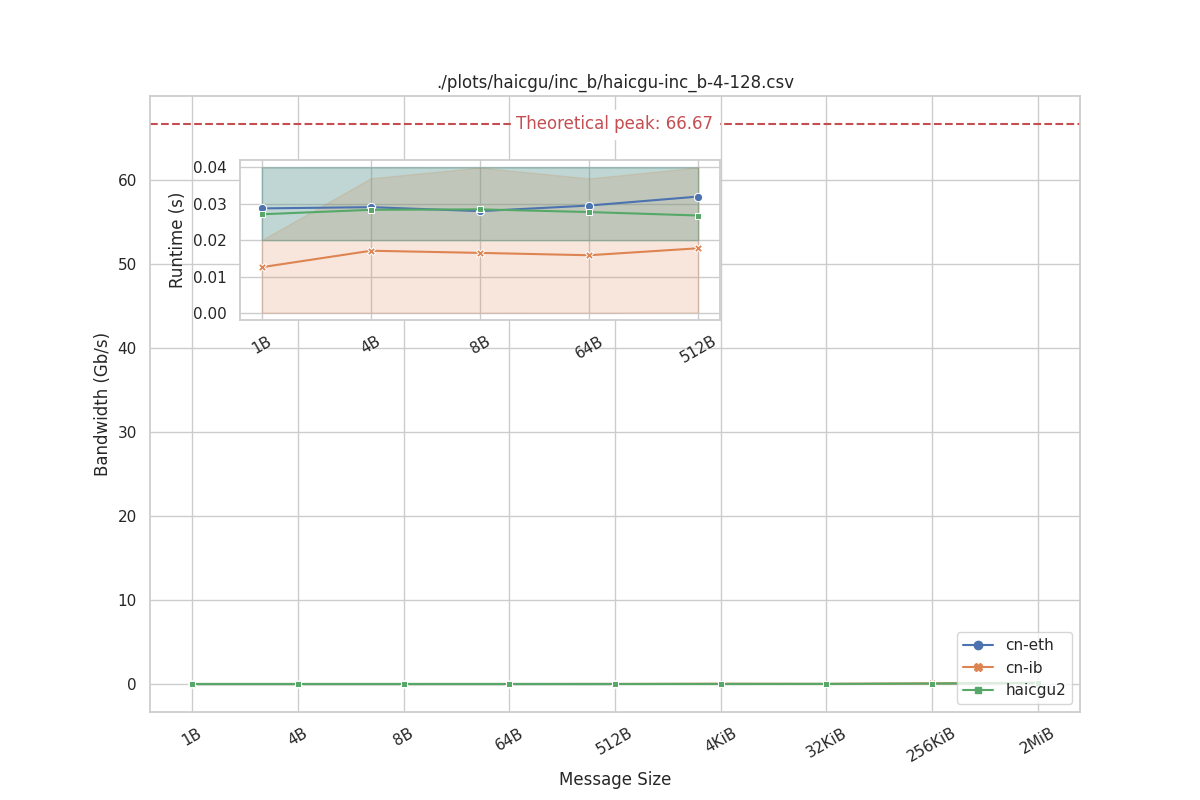 ./plots/haicgu/inc_b/haicgu-inc_b-4-128.csv
Theoretical peak: 66.67
Bandwidth (Gb/s)
60
50
40
30
20
10
0
Runtime (s)
0.04
0.03
0.02
0.01
0.00
1B 4B 8B 64B 512B
cn-eth
cn-ib
haicgu2
1B 4B 8B 64B 512B 4KiB 32KiB 256KiB 2MiB
Message Size